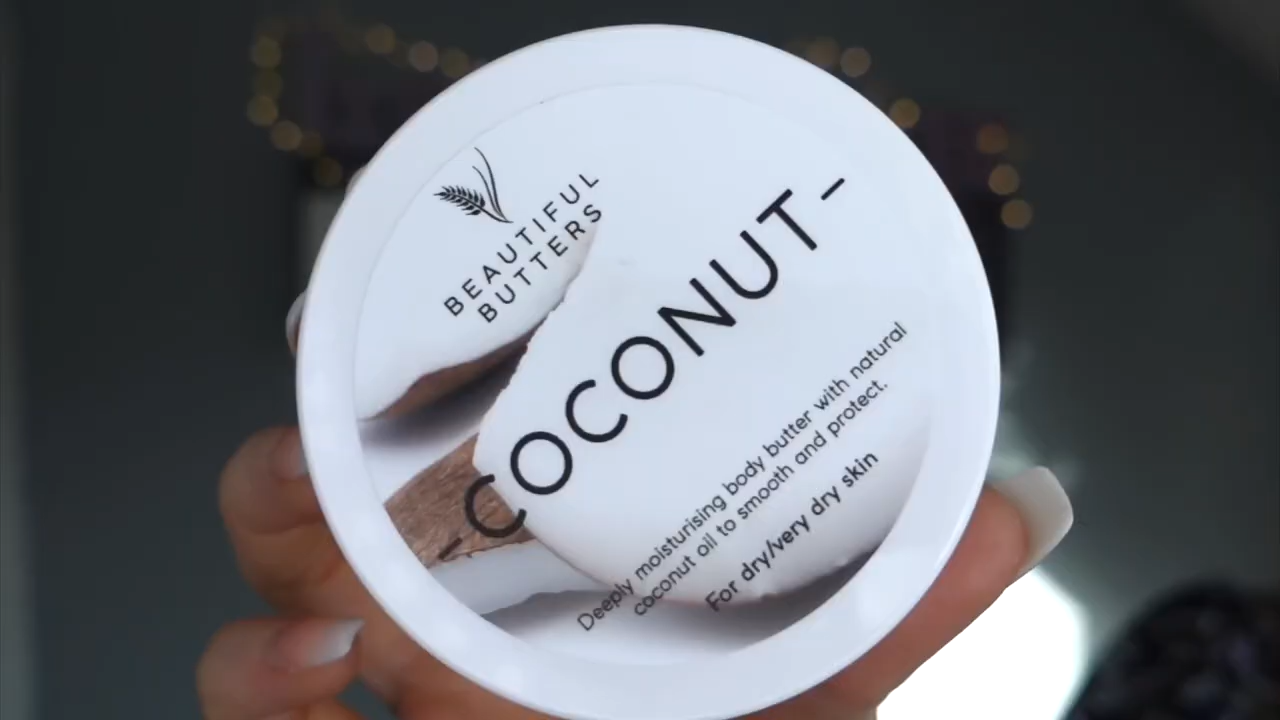 BEAUTIFUL
BUTTERS
-COCONUT-
Deeply moisturising body butter with natural
coconut oil to smooth and protect.
For dry/very dry skin